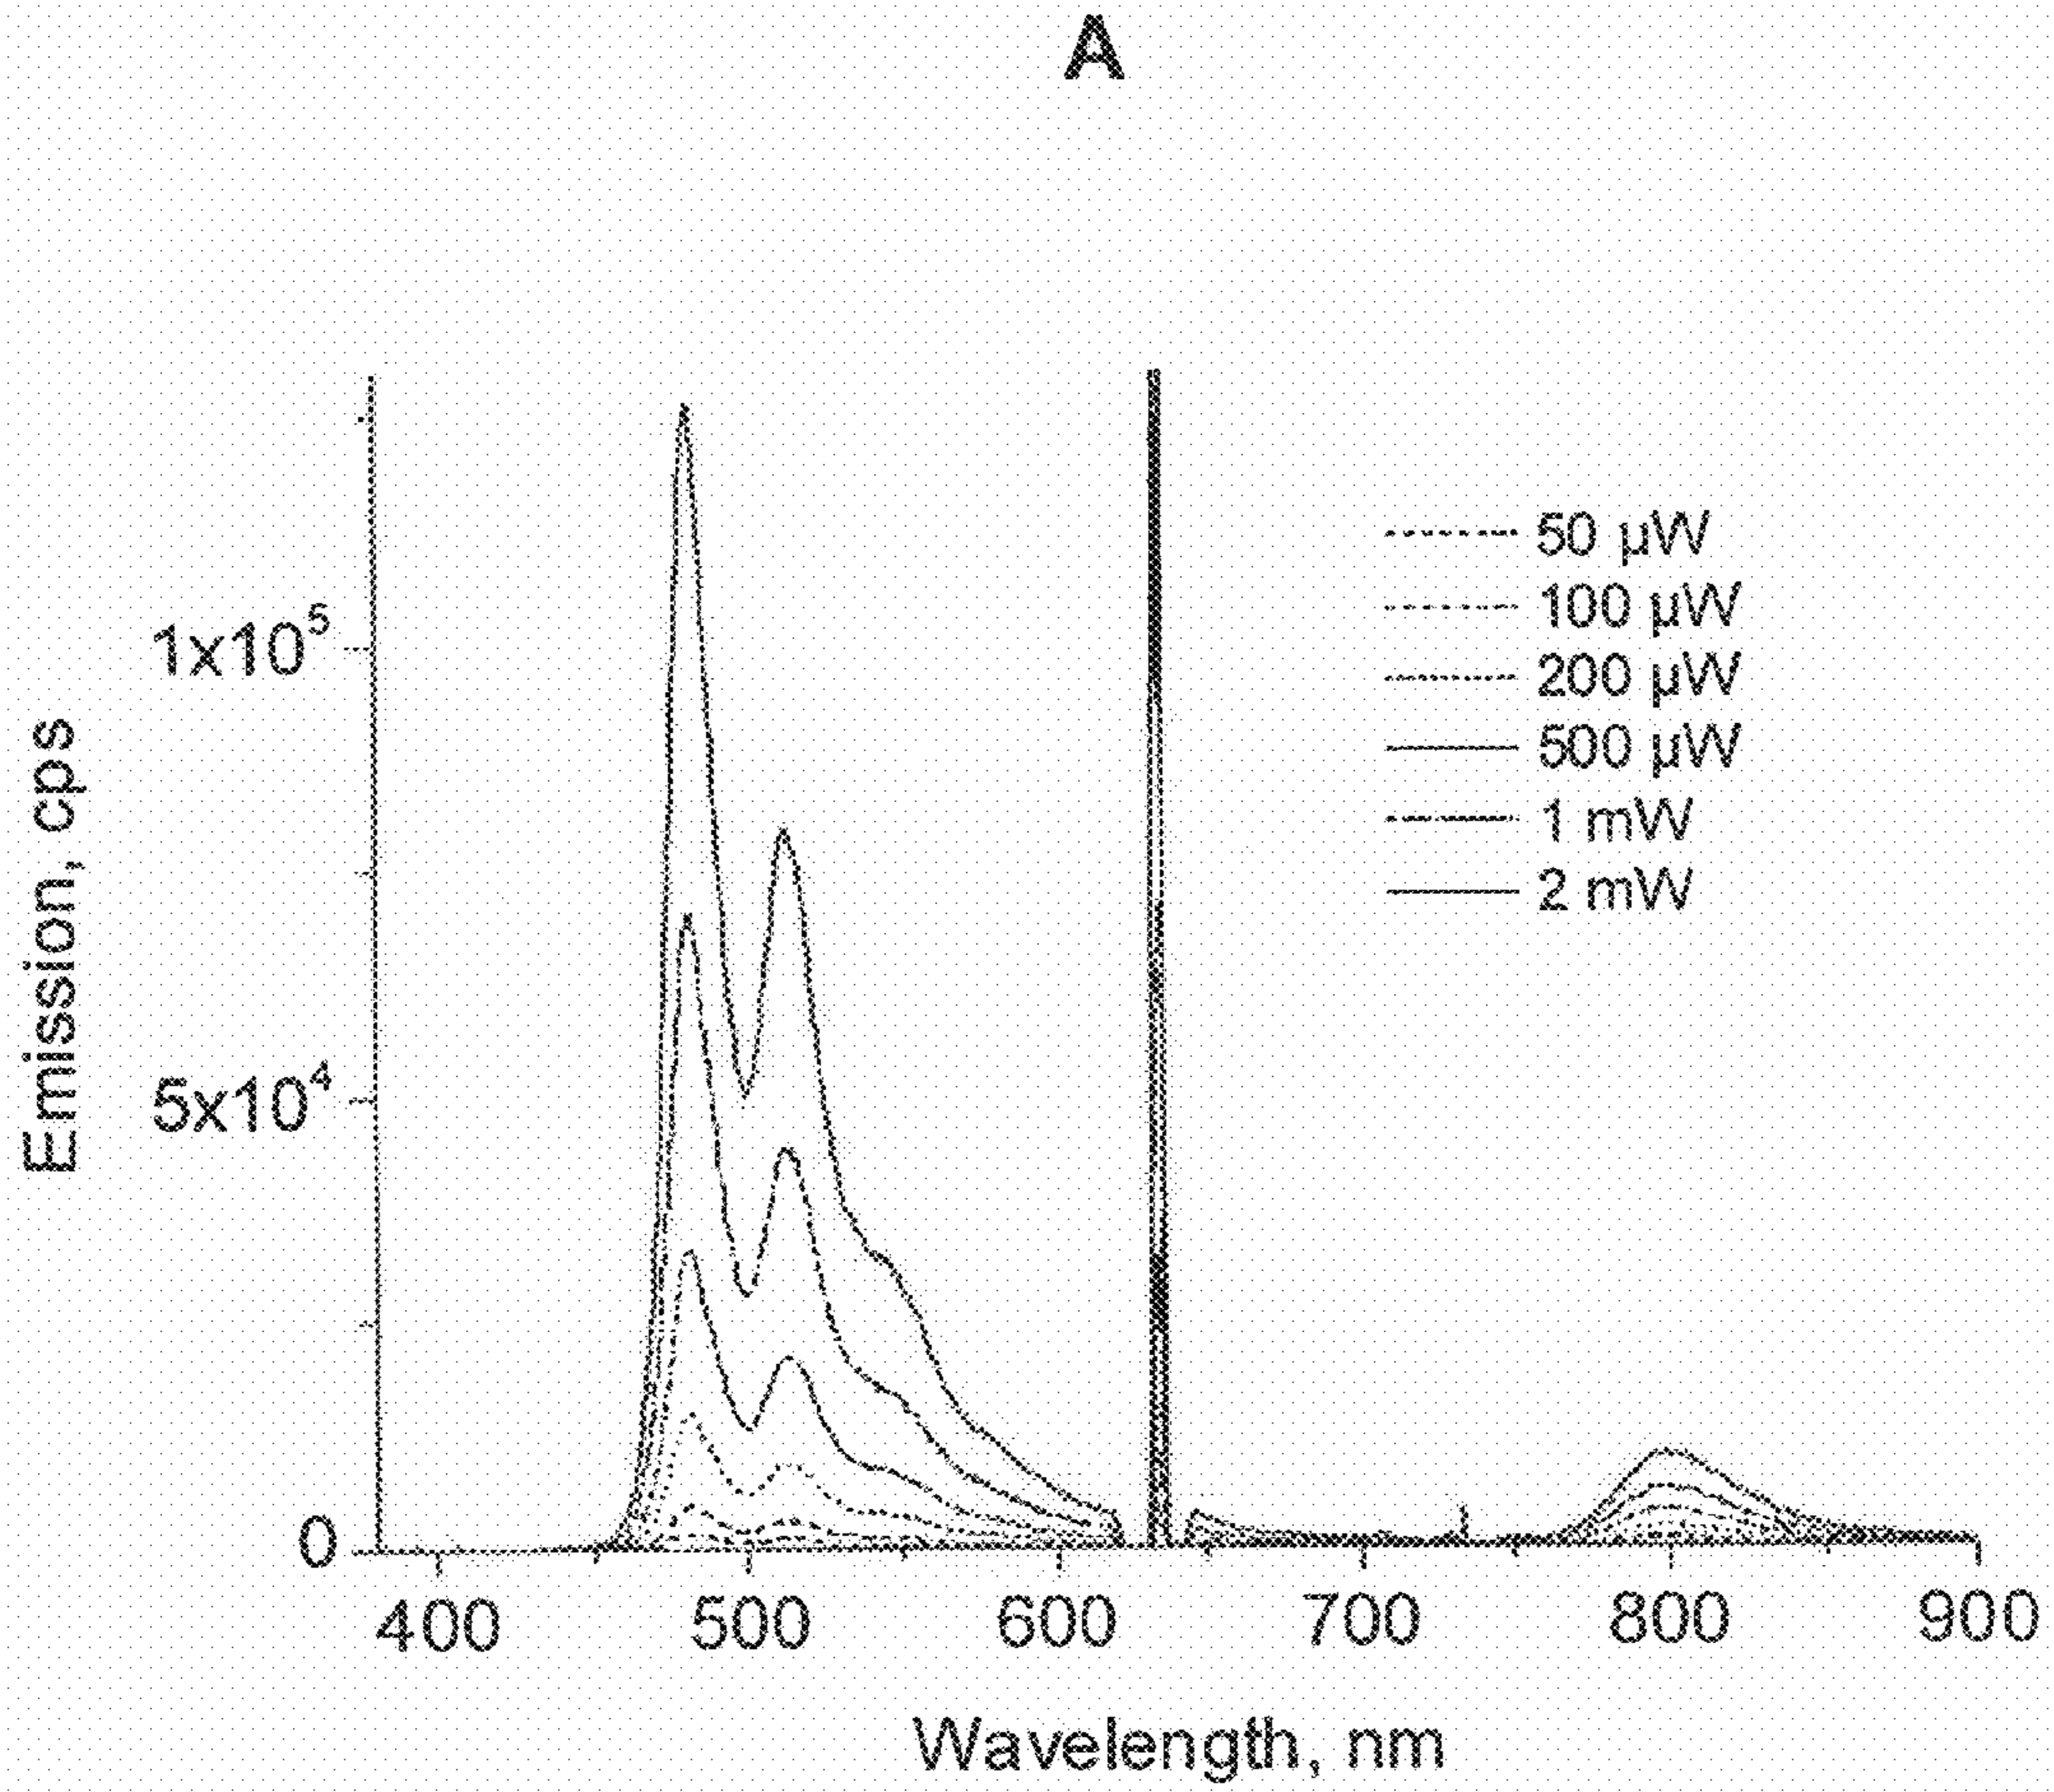 A
1x10⁵
5x10⁴
0
Emission, cps
50 µW
100 µW
200 µW
500 µW
1 mW
2 mW
400 500 600 700 800 900
Wavelength, nm